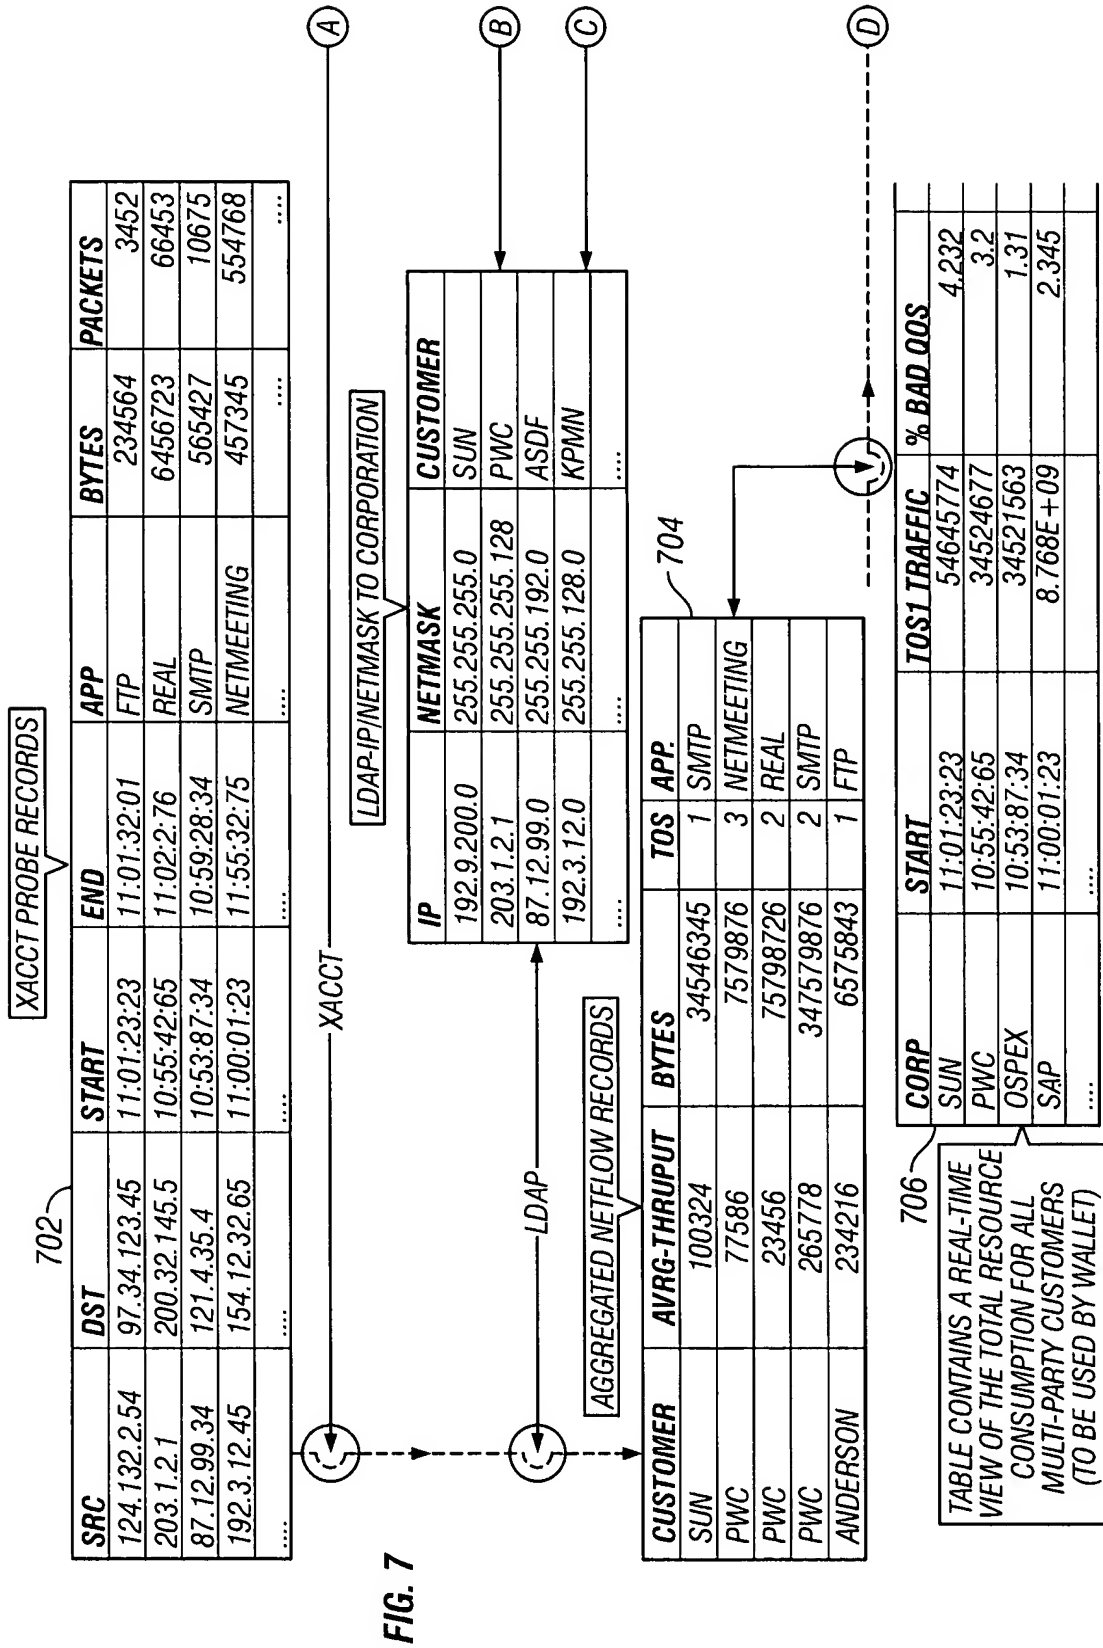 XACCT PROBE RECORDS
702
SRC DST START END APP BYTES PACKETS
124.132.2.54 97.34.123.45 11:01:23:23 11:01:32:01 FTP 234564 3452
203.1.2.1 200.32.145.5 10:55:42:65 11:02:2:76 REAL 6456723 66453
87.12.99.34 121.4.35.4 10:53:87:34 10:59:28:34 SMTP 565427 10675
192.3.12.45 154.12.32.65 11:00:01:23 11:55:32:75 NETMEETING 457345 554768
.... .... .... .... .... .... ....
XACCT
A
LDAP-IP/NETMASK TO CORPORATION
IP NETMASK CUSTOMER
192.9.200.0 255.255.255.0 SUN
203.1.2.1 255.255.255.128 PWC
87.12.99.0 255.255.192.0 ASDF
192.3.12.0 255.255.128.0 KPMN
.... .... ....
B
C
LDAP
FIG. 7
AGGREGATED NETFLOW RECORDS
704
CUSTOMER AVRG-THRUPUT BYTES TOS APP.
SUN 100324 34546345 1 SMTP
PWC 77586 7579876 3 NETMEETING
PWC 23456 75798726 2 REAL
PWC 265778 347579876 2 SMTP
ANDERSON 234216 6575843 1 FTP
D
706
CORP START TOS1 TRAFFIC % BAD QOS
SUN 11:01:23:23 54645774 4.232
PWC 10:55:42:65 34524677 3.2
OSPEX 10:53:87:34 34521563 1.31
SAP 11:00:01:23 8.768E+09 2.345
.... ....
TABLE CONTAINS A REAL-TIME
VIEW OF THE TOTAL RESOURCE
CONSUMPTION FOR ALL
MULTI-PARTY CUSTOMERS
(TO BE USED BY WALLET)